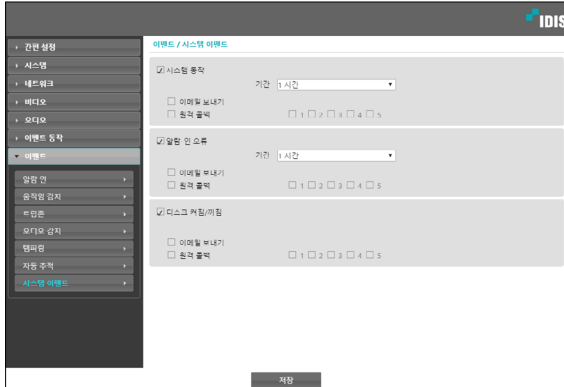 IDIS
간편 설정
시스템
네트워크
비디오
오디오
이벤트 동작
이벤트
알람 인
움직임 감지
트립존
오디오 감지
탬퍼링
자동 추적
시스템 이벤트
이벤트 / 시스템 이벤트
시스템 동작
기간 1 시간
이메일 보내기
원격 콜백 1 2 3 4 5
알람 인 오류
기간 1 시간
이메일 보내기
원격 콜백 1 2 3 4 5
디스크 켜짐/꺼짐
이메일 보내기
원격 콜백 1 2 3 4 5
저장